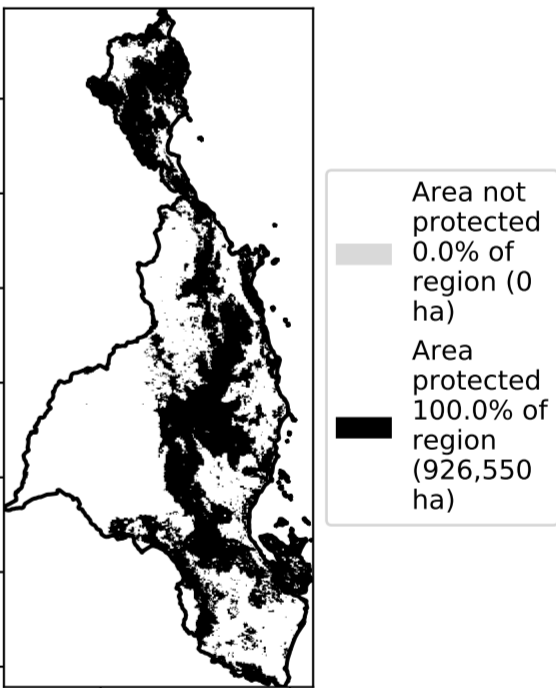 Area not
protected
0.0% of
region (0
ha)
Area
protected
100.0% of
region
(926,550
ha)